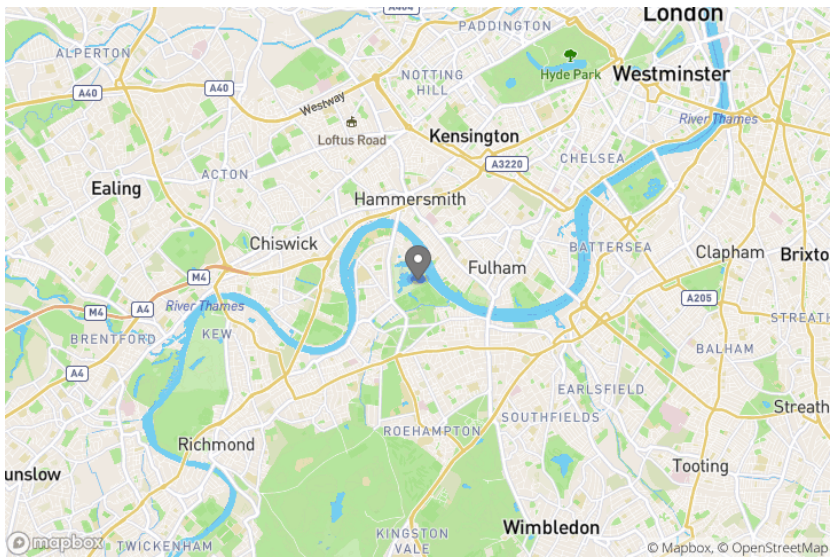 London
A404
PADDINGTON
ALPERTON
Hyde Park
NOTTING
HILL
Westminster
A40
A40
Westway
River Thames
Loftus Road
Kensington
CHELSEA
A3220
ACTON
Ealing
Hammersmith
Chiswick
BATTERSEA
Clapham
Brixto
Fulham
M4
A205
River Thames
A4
M4
STREATH
KEW
BRENTFORD
BALHAM
A4
EARLSFIELD
Streath
SOUTHFIELDS
ROEHAMPTON
Richmond
Tooting
unslow
Wimbledon
KINGSTON
VALE
TWICKENHAM
mapbox
© Mapbox, © OpenStreetMap